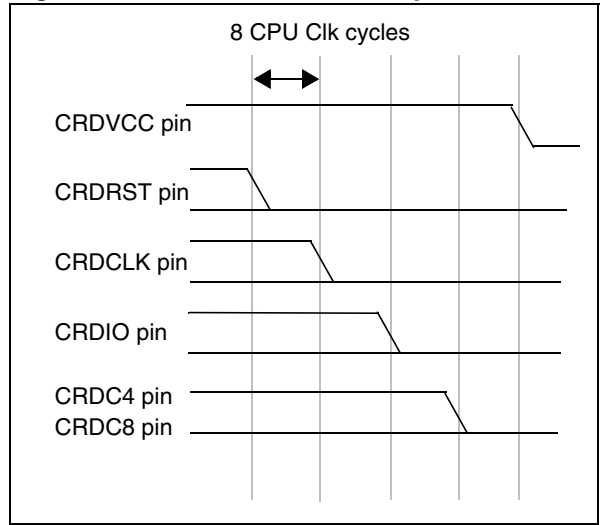 8 CPU Clk cycles
CRDVCC pin
CRDRST pin
CRDCLK pin
CRDIO pin
CRDC4 pin
CRDC8 pin